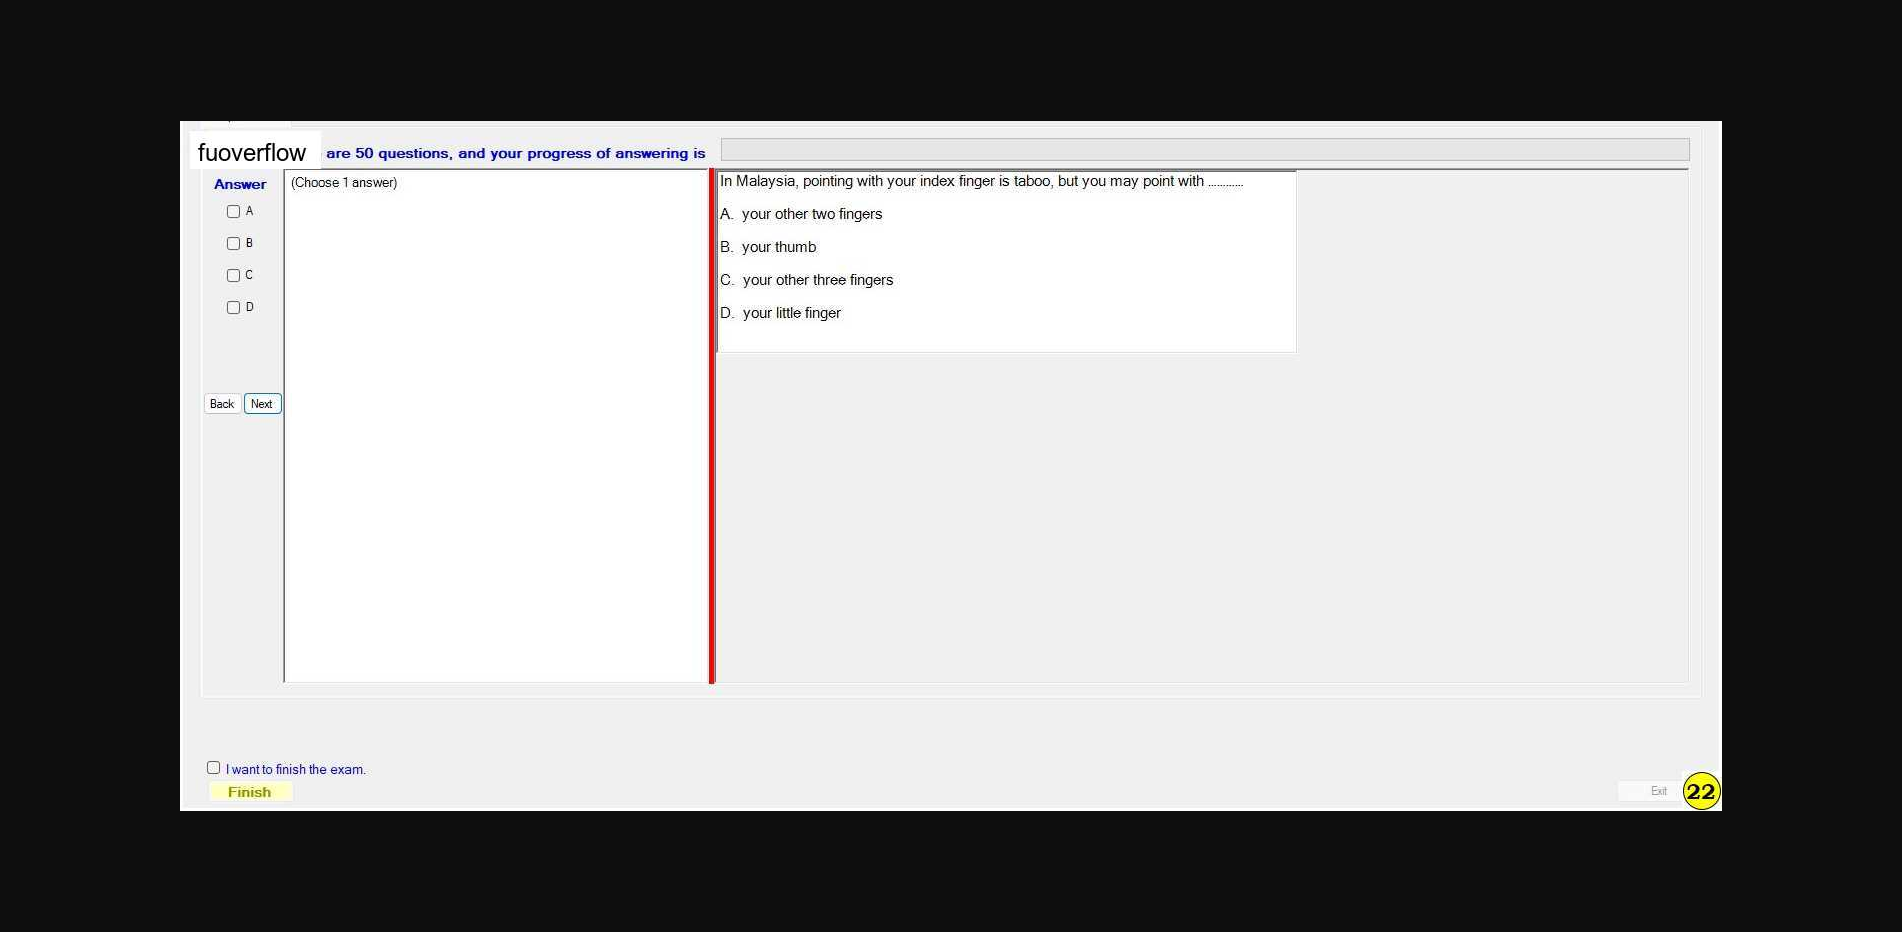 fuoverflow are 50 questions, and your progress of answering is
Answer
A
B
C
D
Back Next
(Choose 1 answer)
In Malaysia, pointing with your index finger is taboo, but you may point with ............
A. your other two fingers
B. your thumb
C. your other three fingers
D. your little finger
I want to finish the exam.
Finish
Exit
22